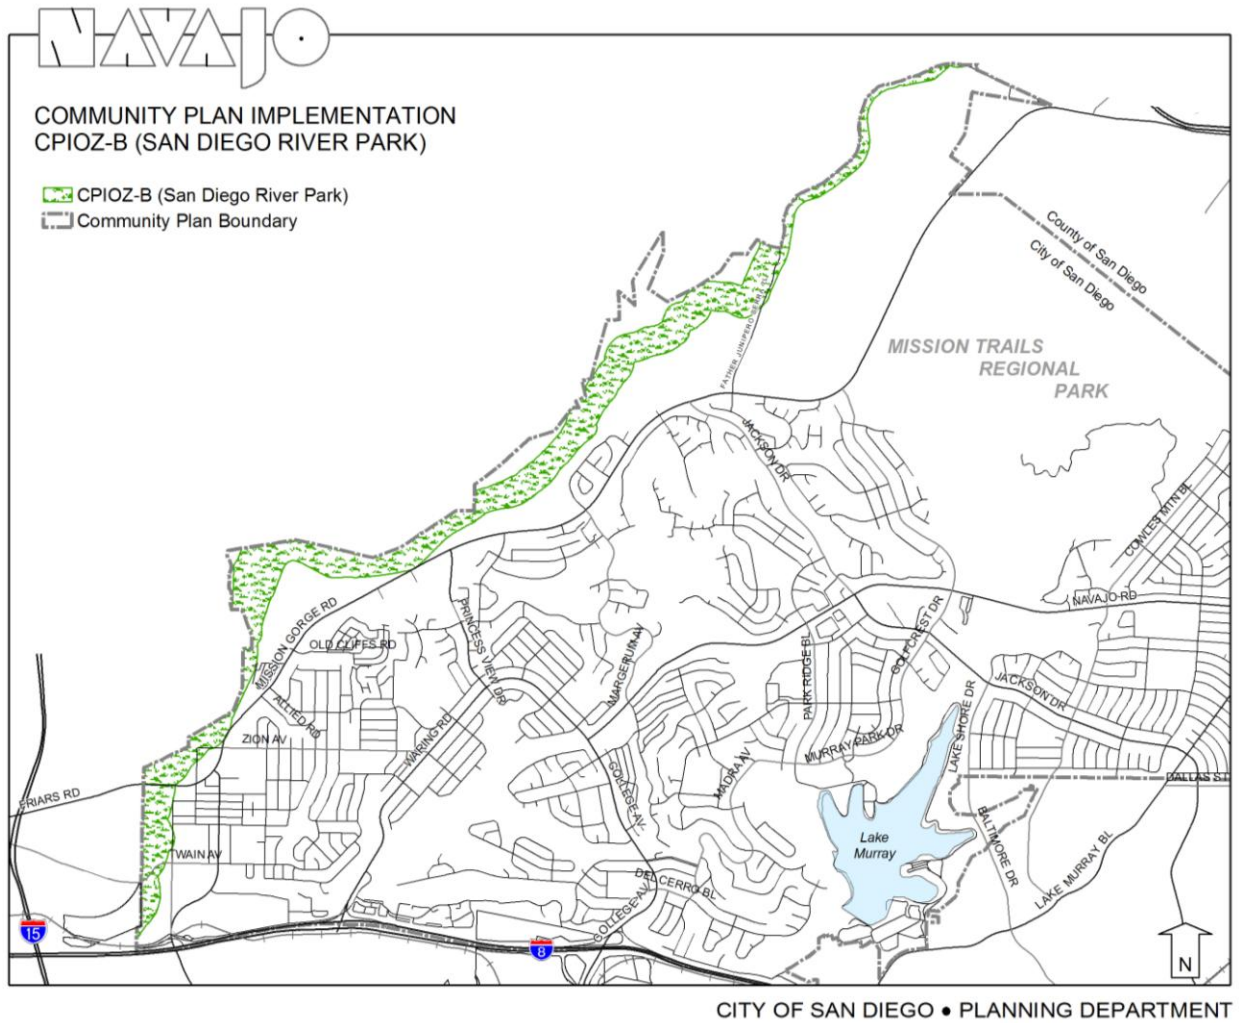 NAVAJO
COMMUNITY PLAN IMPLEMENTATION
CPIOZ-B (SAN DIEGO RIVER PARK)
CPIOZ-B (San Diego River Park)
Community Plan Boundary
County of San Diego
City of San Diego
MISSION TRAILS
REGIONAL
PARK
FATHER JUNIPERO SERRA TL
JACKSON DR
COWLES MTN BL
NAVAJO RD
MISSION GORGE RD
OLD CLIFFS RD
PRINCESS VIEW DR
MARGERUM AV
PARK RIDGE BL
GOLFCREST DR
JACKSON DR
ALLIED RD
ZION AV
WARING RD
LAKE SHORE DR
MURRAY PARK DR
MADRA AV
COLLEGE AV
DALLAS ST
FRIARS RD
BALTIMORE DR
Lake
Murray
TWAIN AV
LAKE MURRAY BL
DEL CERRO BL
COLLEGE AV
15
8
N
CITY OF SAN DIEGO ● PLANNING DEPARTMENT